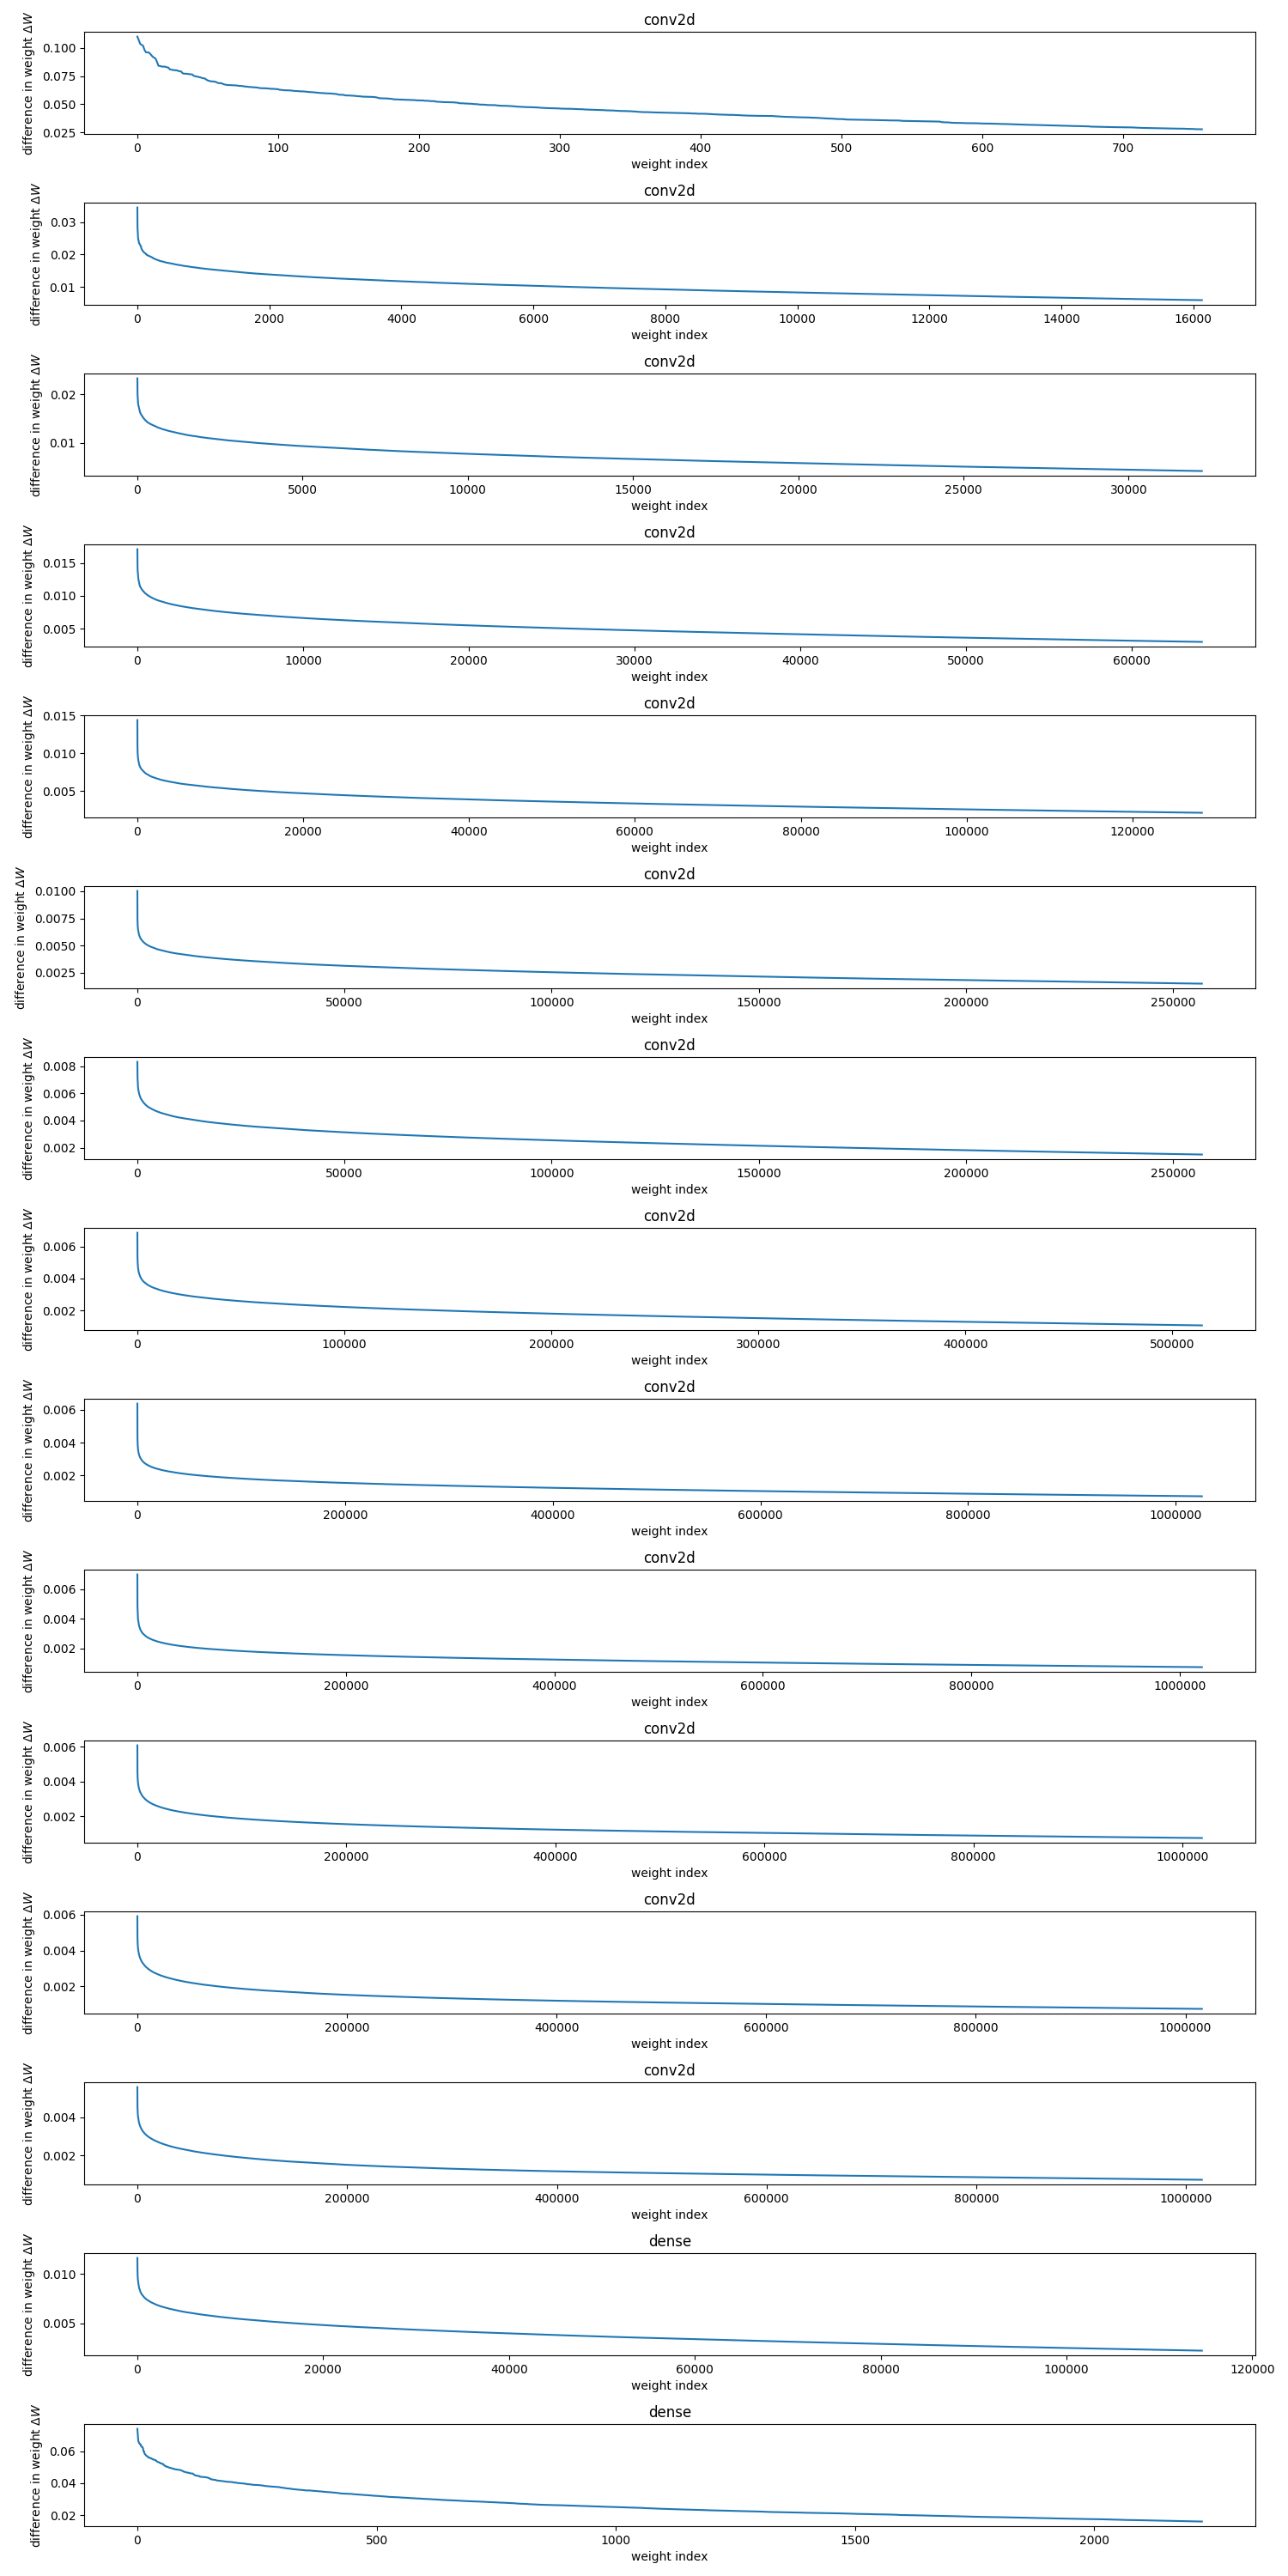 conv2d
difference in weight ΔW
0.100
0.075
0.050
0.025
0 100 200 300 400 500 600 700
weight index
conv2d
difference in weight ΔW
0.03
0.02
0.01
0 2000 4000 6000 8000 10000 12000 14000 16000
weight index
conv2d
difference in weight ΔW
0.02
0.01
0 5000 10000 15000 20000 25000 30000
weight index
conv2d
difference in weight ΔW
0.015
0.010
0.005
0 10000 20000 30000 40000 50000 60000
weight index
conv2d
difference in weight ΔW
0.015
0.010
0.005
0 20000 40000 60000 80000 100000 120000
weight index
conv2d
difference in weight ΔW
0.0100
0.0075
0.0050
0.0025
0 50000 100000 150000 200000 250000
weight index
conv2d
difference in weight ΔW
0.008
0.006
0.004
0.002
0 50000 100000 150000 200000 250000
weight index
conv2d
difference in weight ΔW
0.006
0.004
0.002
0 100000 200000 300000 400000 500000
weight index
conv2d
difference in weight ΔW
0.006
0.004
0.002
0 200000 400000 600000 800000 1000000
weight index
conv2d
difference in weight ΔW
0.006
0.004
0.002
0 200000 400000 600000 800000 1000000
weight index
conv2d
difference in weight ΔW
0.006
0.004
0.002
0 200000 400000 600000 800000 1000000
weight index
conv2d
difference in weight ΔW
0.006
0.004
0.002
0 200000 400000 600000 800000 1000000
weight index
conv2d
difference in weight ΔW
0.004
0.002
0 200000 400000 600000 800000 1000000
weight index
dense
difference in weight ΔW
0.010
0.005
0 20000 40000 60000 80000 100000 120000
weight index
dense
difference in weight ΔW
0.06
0.04
0.02
0 500 1000 1500 2000
weight index